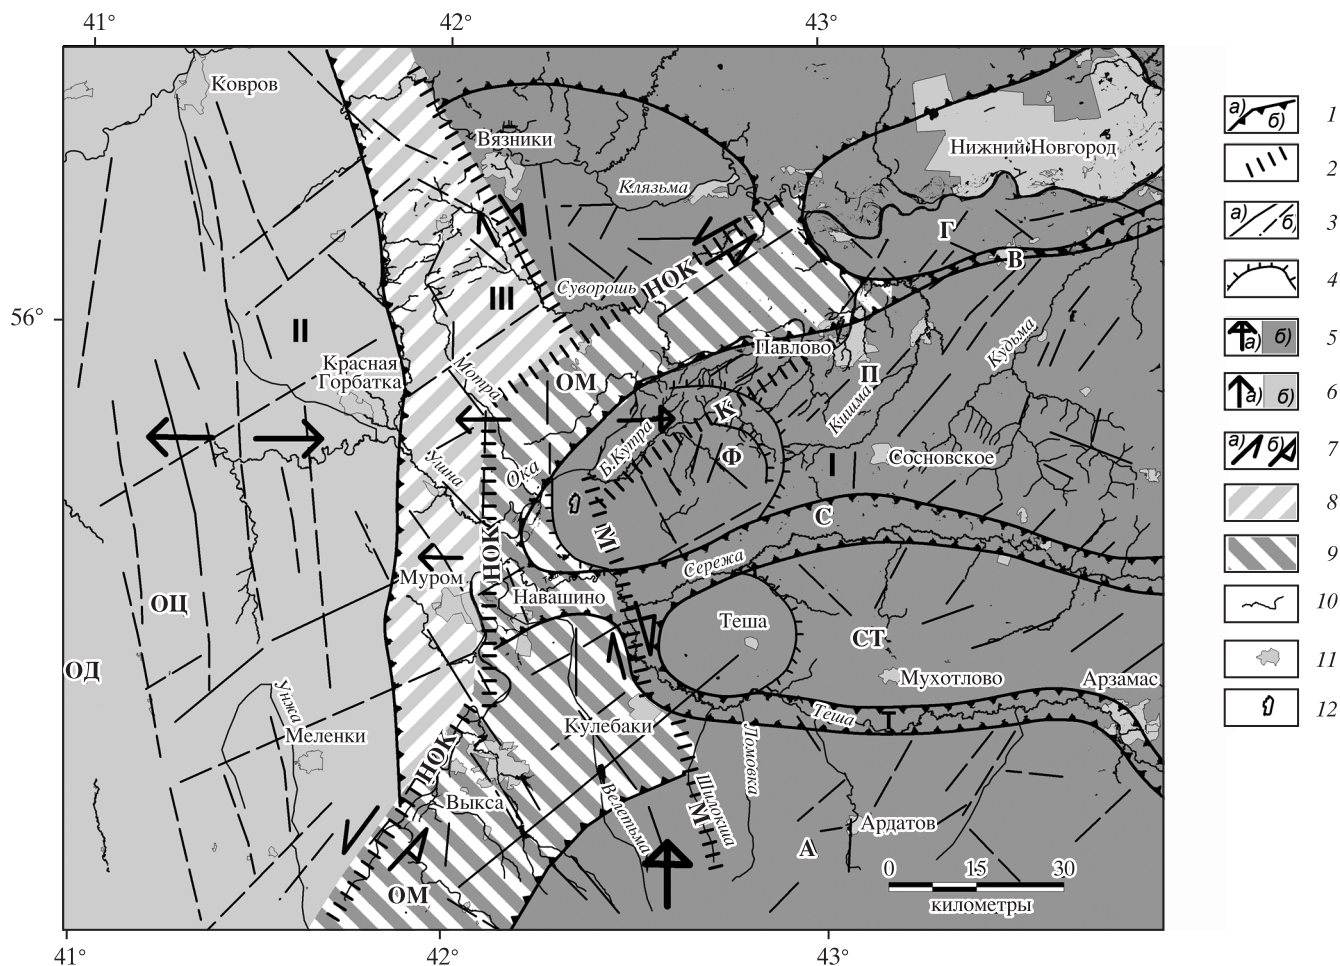 41°
42°
43°
Ковров
Вязники
Клязьма
Нижний Новгород
Г
В
НОК
Суворошь
III
II
56°
Красная
Горбатка
Мотра
ОМ
Павлово
П
Кишма
Кудьма
К
Ф
Б.Кутра
I
Сосновское
Ушна
Ока
С
М
НОК
Сережа
Муром
Навашино
Теша
СТ
ОЦ
ОД
Мухтолово
Арзамас
Унжа
Меленки
Кулебаки
Теша
Т
Ломовка
НОК
Выкса
Велетьма
Шилокша
М
Ардатов
А
ОМ
0
15
30
километры
41°
42°
43°
а)
б)
1
2
а)
б)
3
4
а)
б)
5
а)
б)
6
а)
б)
7
8
9
10
11
12